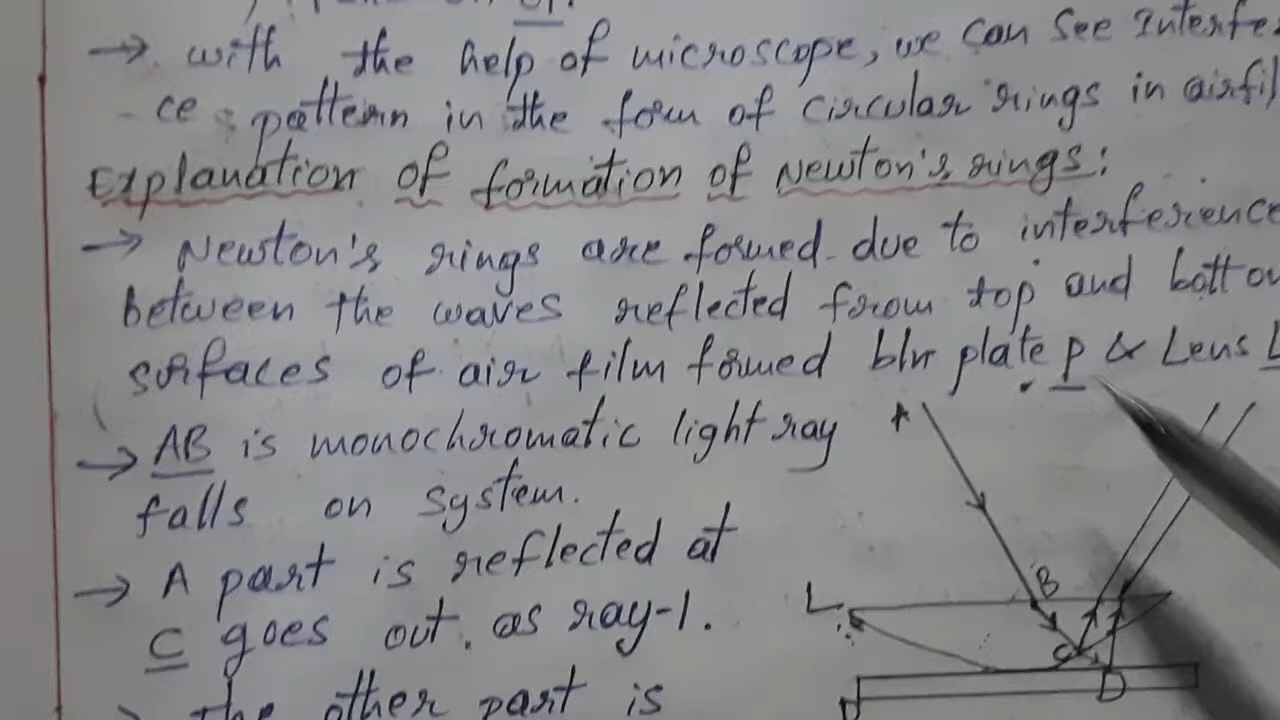 → with the help of microscope, we can see Interfe
- ce pattern in the form of circular rings in airfil
Explanation of formation of Newton's rings:
→ Newton's rings are formed due to interference
between the waves reflected from top and botto
surfaces of air film formed b/w plate P & Lens L
→ AB is monochromatic light ray
falls on system.
→ A part is reflected at
C goes out as ray-1.
the other part is
A
B
L
C
D